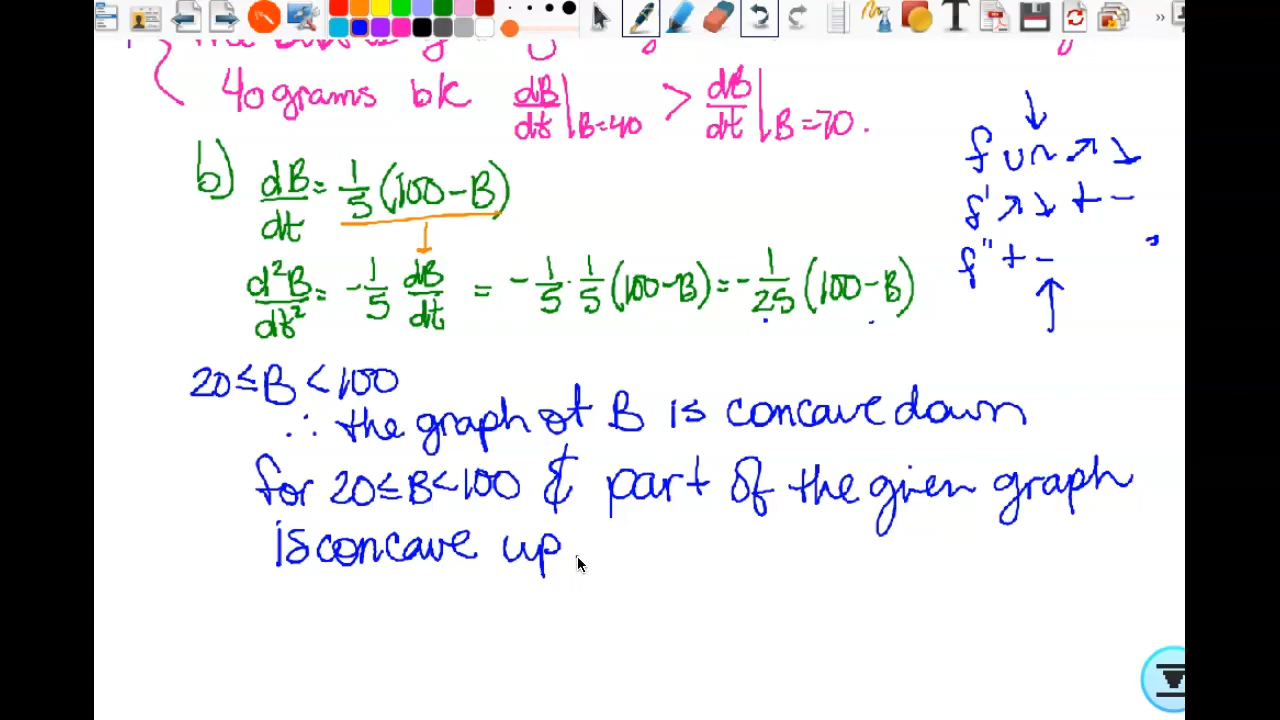 40 grams b/c dB/dt|B=40 > dB/dt|B=70.
b) dB/dt = 1/5 (100-B)
d²B/dt² = -1/5 dB/dt = -1/5 · 1/5 (100-B) = -1/25 (100-B)
20 ≤ B < 100
∴ the graph of B is concave down
for 20 ≤ B < 100 & part of the given graph
is concave up
↓
f ∪ ∩ ↗ ↘
f' ↗ ↘ + -
f" + -
↑